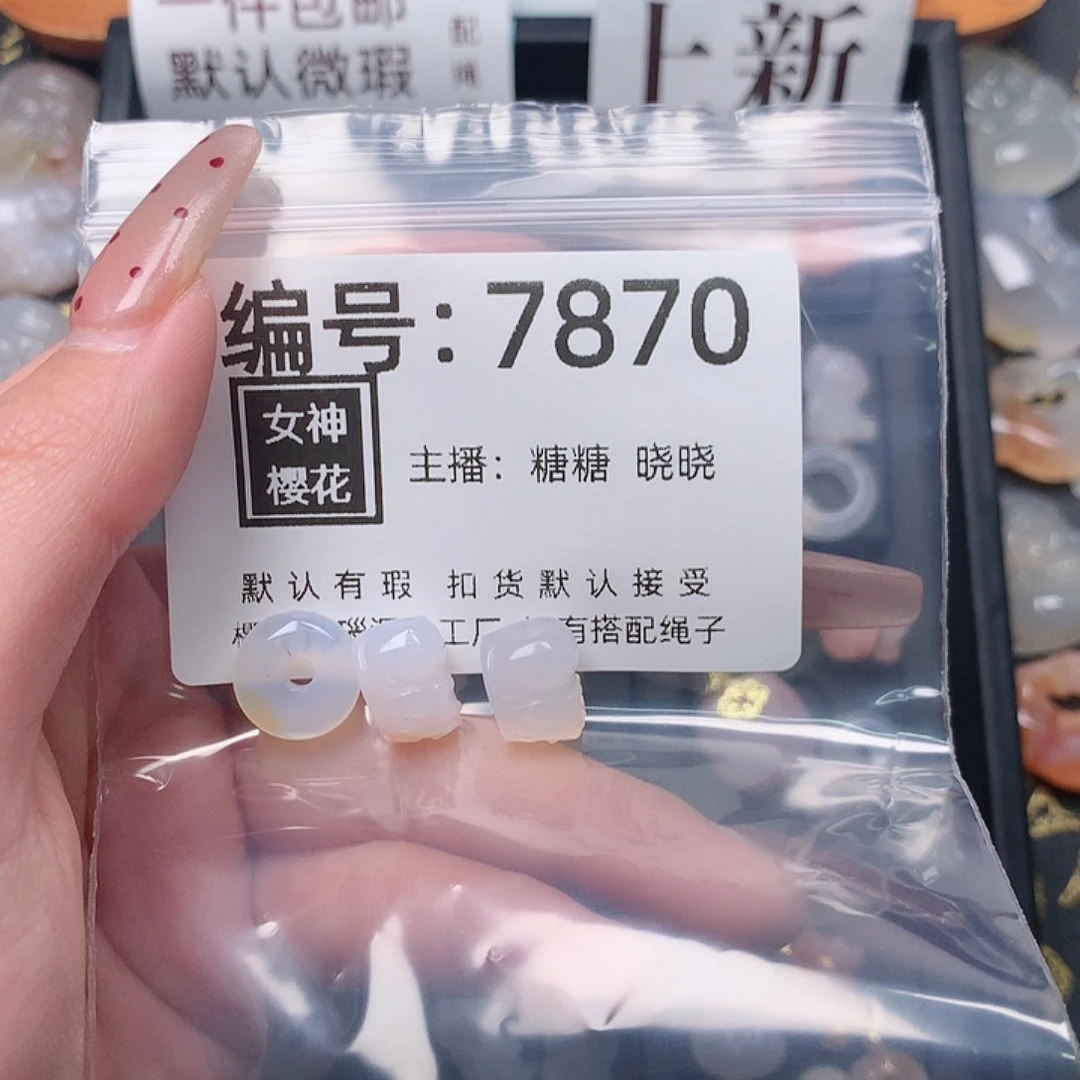 一件包邮
默认微瑕
配
绳
上新
编号:7870
女神
樱花
主播: 糖糖 晓晓
默认有瑕 扣货默认接受
工厂 有搭配绳子